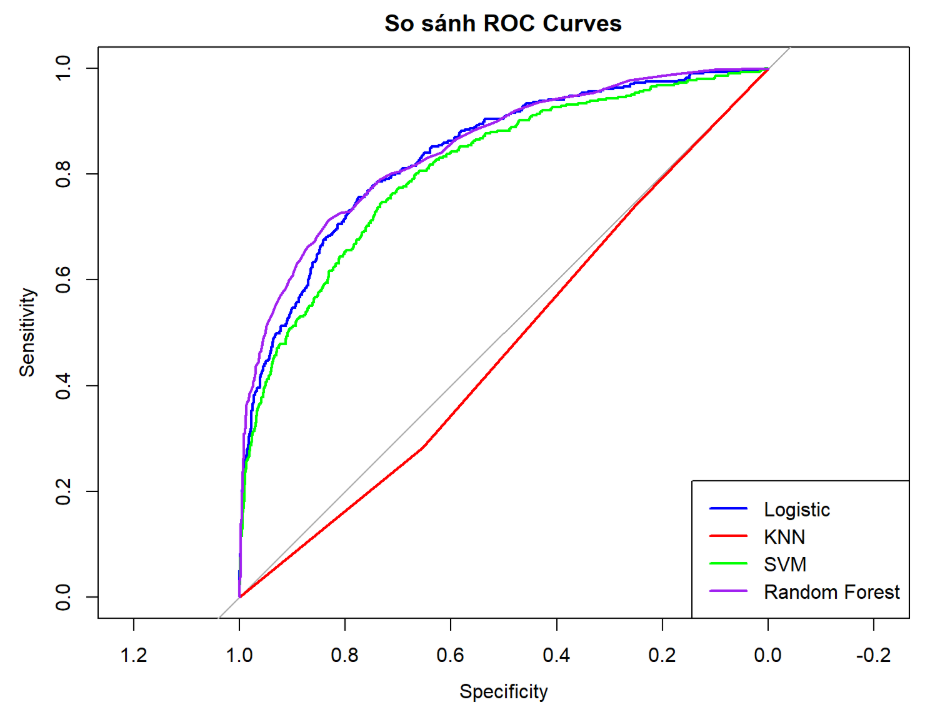 So sánh ROC Curves
Sensitivity
1.0
0.8
0.6
0.4
0.2
0.0
Logistic
KNN
SVM
Random Forest
1.2 1.0 0.8 0.6 0.4 0.2 0.0 -0.2
Specificity